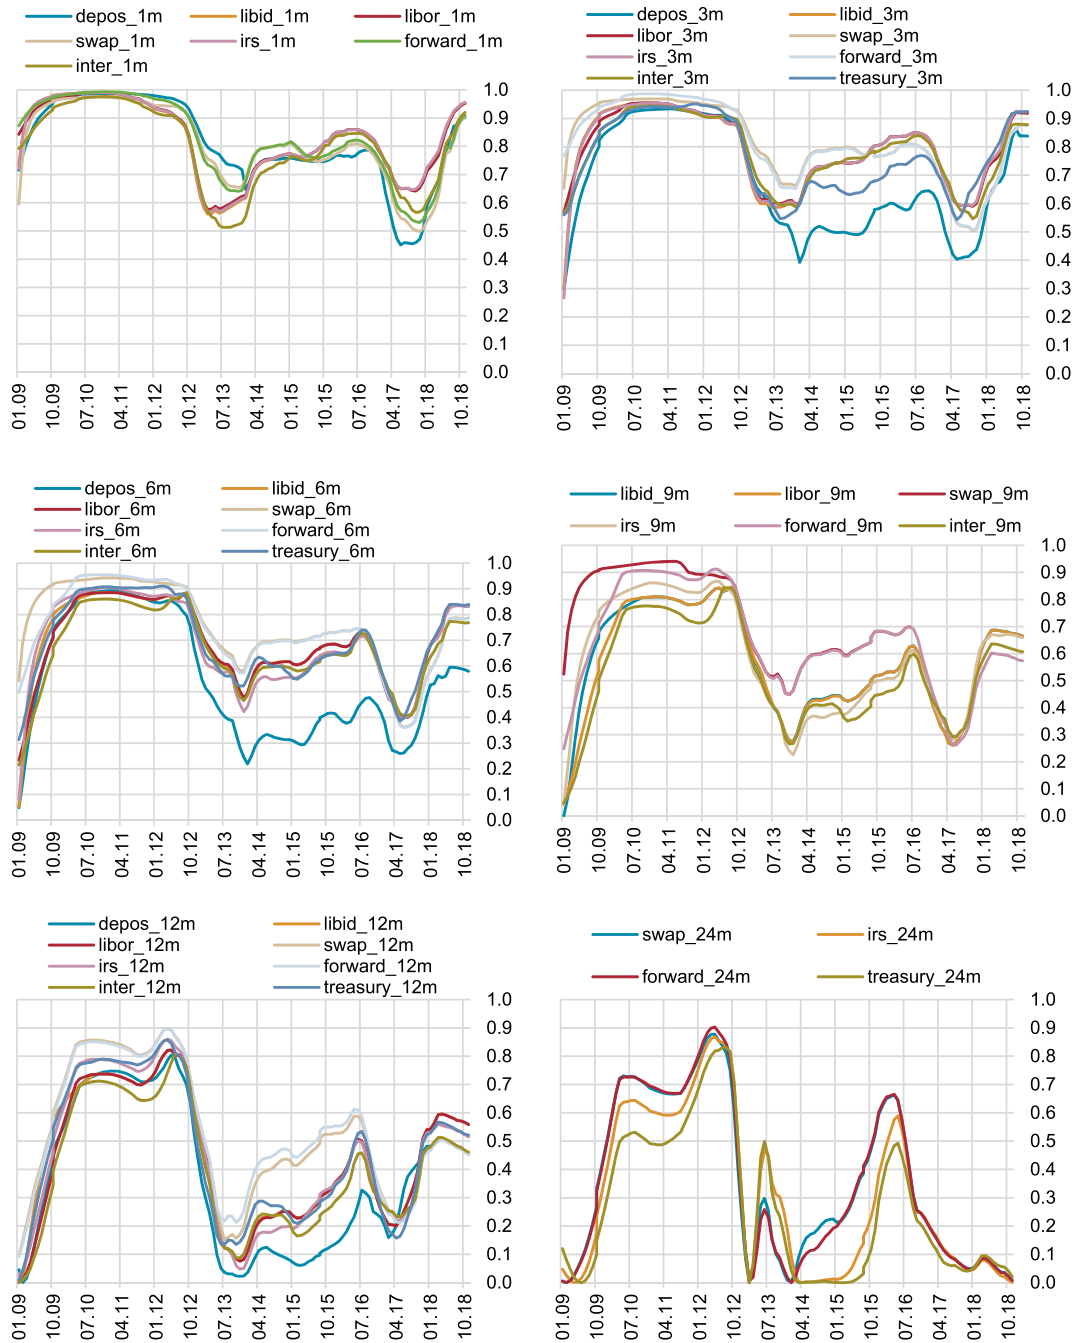 depos_1m libid_1m libor_1m
swap_1m irs_1m forward_1m
inter_1m
1.0
0.9
0.8
0.7
0.6
0.5
0.4
0.3
0.2
0.1
0.0
01.09 10.09 07.10 04.11 01.12 10.12 07.13 04.14 01.15 10.15 07.16 04.17 01.18 10.18
depos_3m libid_3m
libor_3m swap_3m
irs_3m forward_3m
inter_3m treasury_3m
1.0
0.9
0.8
0.7
0.6
0.5
0.4
0.3
0.2
0.1
0.0
01.09 10.09 07.10 04.11 01.12 10.12 07.13 04.14 01.15 10.15 07.16 04.17 01.18 10.18
depos_6m libid_6m
libor_6m swap_6m
irs_6m forward_6m
inter_6m treasury_6m
1.0
0.9
0.8
0.7
0.6
0.5
0.4
0.3
0.2
0.1
0.0
01.09 10.09 07.10 04.11 01.12 10.12 07.13 04.14 01.15 10.15 07.16 04.17 01.18 10.18
libid_9m libor_9m swap_9m
irs_9m forward_9m inter_9m
1.0
0.9
0.8
0.7
0.6
0.5
0.4
0.3
0.2
0.1
0.0
01.09 10.09 07.10 04.11 01.12 10.12 07.13 04.14 01.15 10.15 07.16 04.17 01.18 10.18
depos_12m libid_12m
libor_12m swap_12m
irs_12m forward_12m
inter_12m treasury_12m
1.0
0.9
0.8
0.7
0.6
0.5
0.4
0.3
0.2
0.1
0.0
01.09 10.09 07.10 04.11 01.12 10.12 07.13 04.14 01.15 10.15 07.16 04.17 01.18 10.18
swap_24m irs_24m
forward_24m treasury_24m
1.0
0.9
0.8
0.7
0.6
0.5
0.4
0.3
0.2
0.1
0.0
01.09 10.09 07.10 04.11 01.12 10.12 07.13 04.14 01.15 10.15 07.16 04.17 01.18 10.18